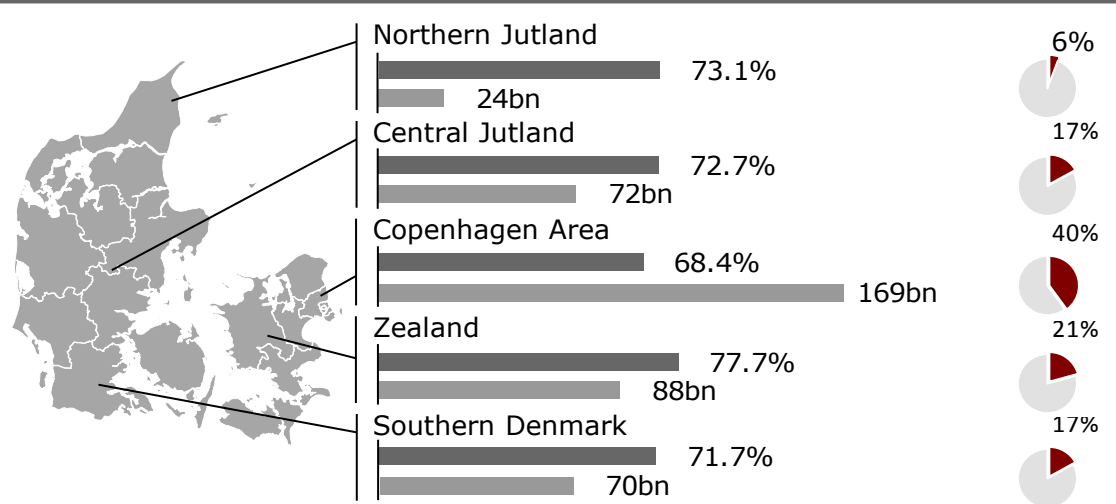 Northern Jutland
6%
73.1%
24bn
Central Jutland
17%
72.7%
72bn
Copenhagen Area
40%
68.4%
169bn
Zealand
21%
77.7%
88bn
Southern Denmark
17%
71.7%
70bn